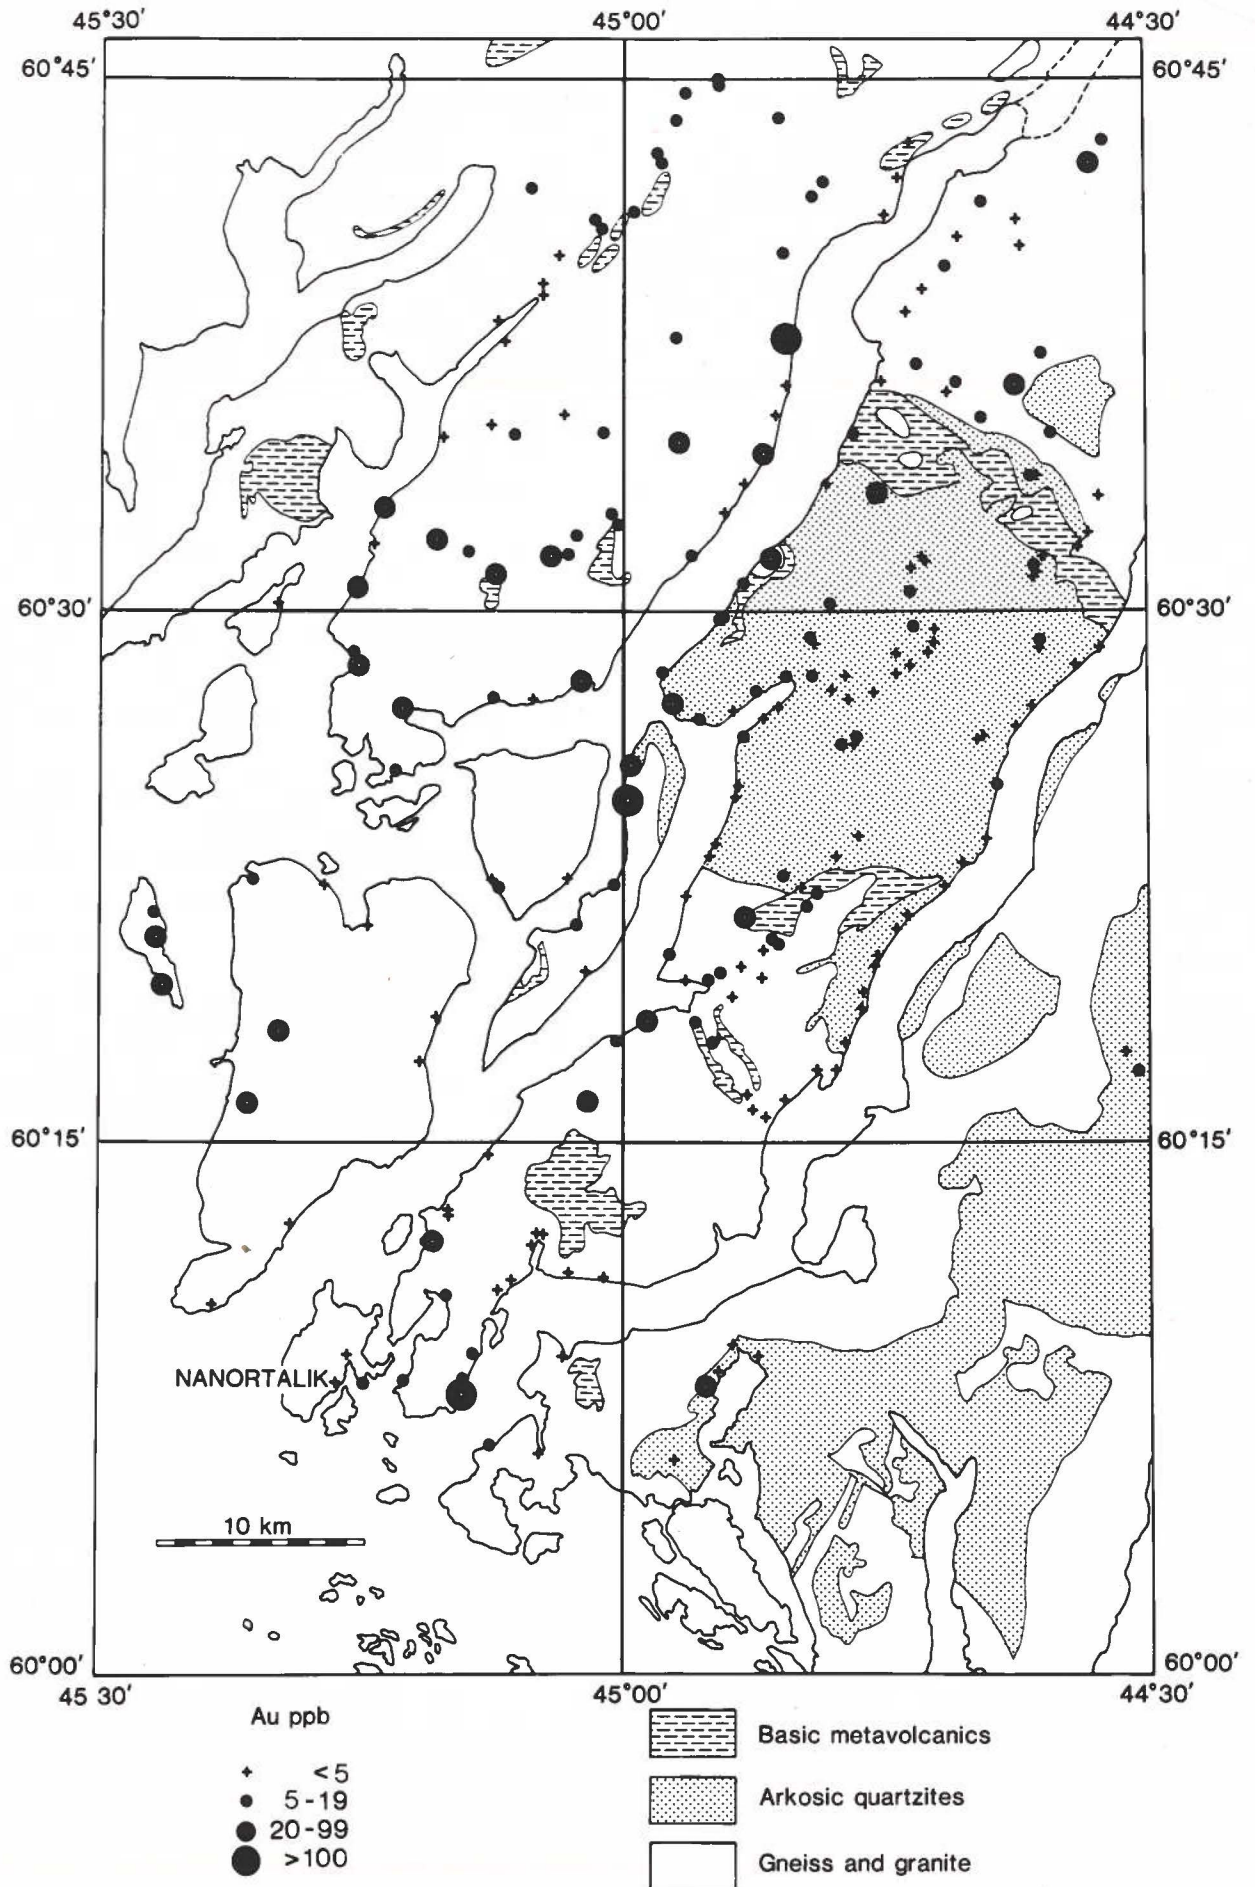 45°30′ 45°00′ 44°30′
60°45′ 60°45′
60°30′ 60°30′
60°15′ 60°15′
NANORTALIK
10 km
60°00′ 60°00′
45 30′ 45°00′ 44°30′
Au ppb
<5
5-19
20-99
>100
Basic metavolcanics
Arkosic quartzites
Gneiss and granite